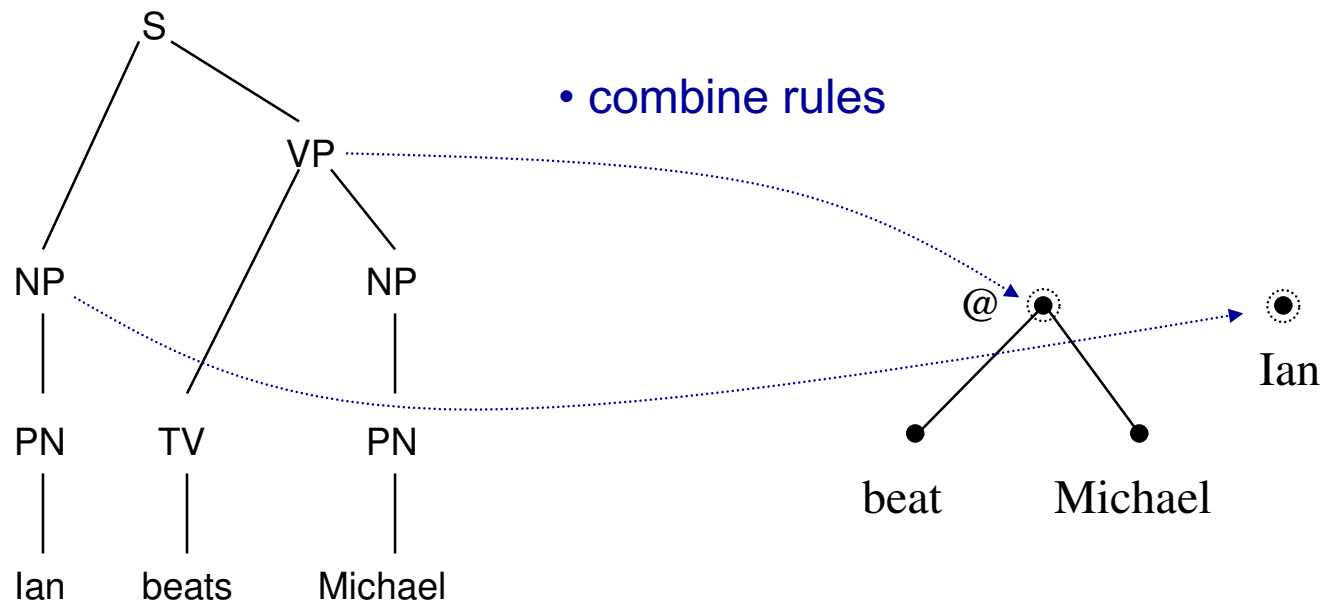 S
• combine rules
VP
NP NP @
Ian
PN TV PN
beat Michael
Ian beats Michael